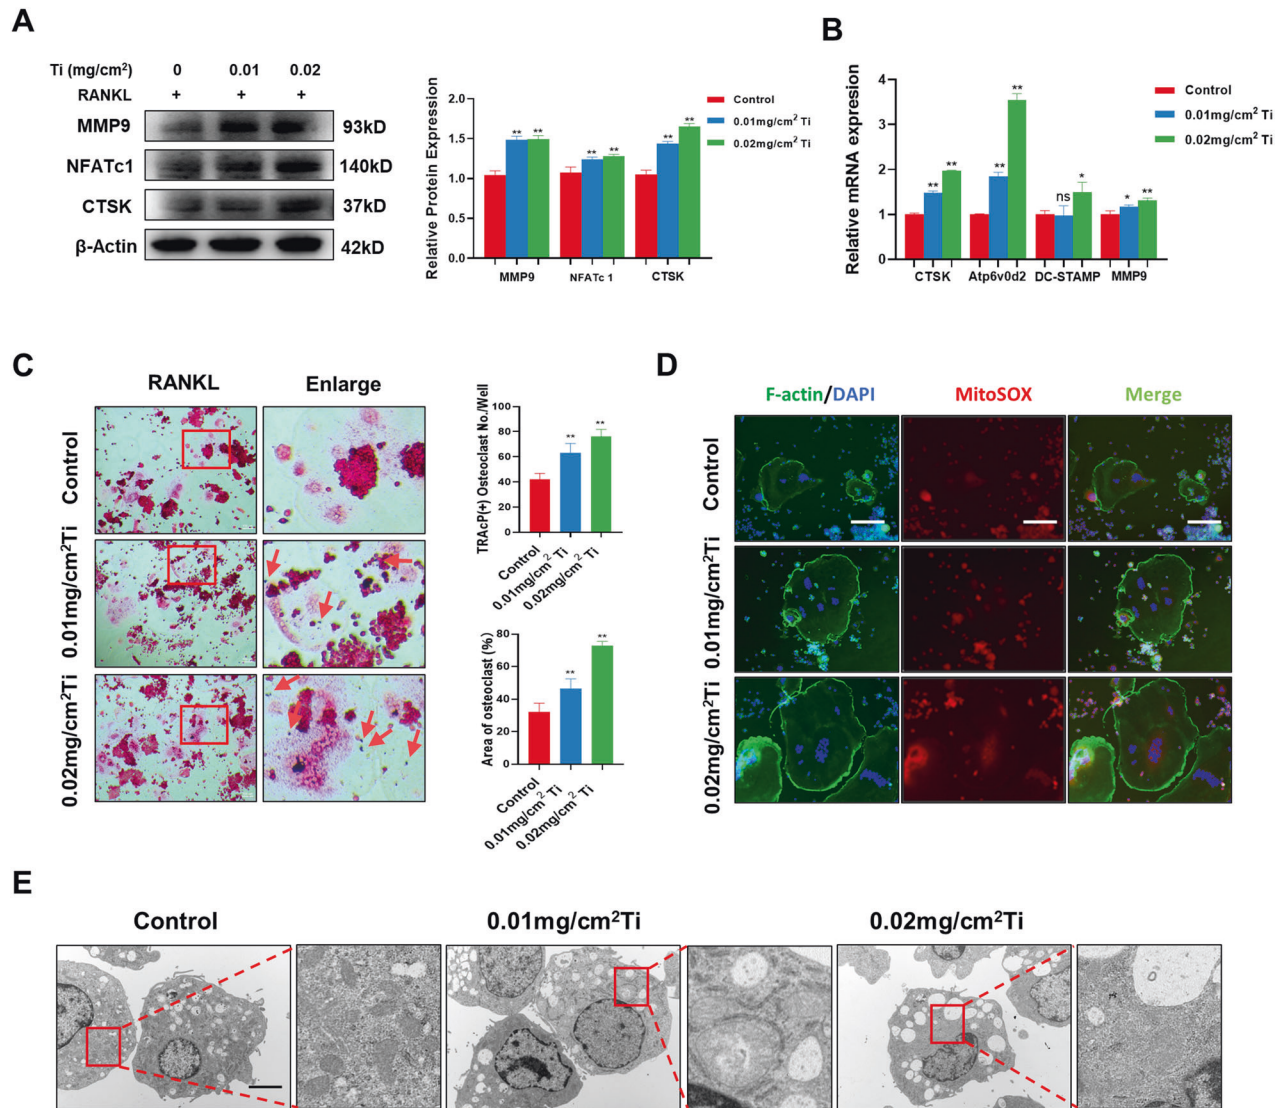 A
Ti (mg/cm²) 0 0.01 0.02
RANKL + + +
MMP9 93kD
NFATc1 140kD
CTSK 37kD
β-Actin 42kD
Relative Protein Expression
2.0
1.5
1.0
0.5
0.0
** ** ** ** ** **
MMP9 NFATc 1 CTSK
Control
0.01mg/cm² Ti
0.02mg/cm² Ti
B
Relative mRNA expresion
4
3
2
1
0
** ** ** ** ns * * **
CTSK Atp6v0d2 DC-STAMP MMP9
Control
0.01mg/cm² Ti
0.02mg/cm² Ti
C
RANKL Enlarge
Control
0.01mg/cm²Ti
0.02mg/cm²Ti
TRAcP(+) Osteoclast No./Well
100
80
60
40
20
0
** **
Control
0.01mg/cm² Ti
0.02mg/cm² Ti
Area of osteoclast (%)
80
60
40
20
0
** **
Control
0.01mg/cm² Ti
0.02mg/cm² Ti
D
F-actin/DAPI MitoSOX Merge
Control
0.01mg/cm²Ti
0.02mg/cm²Ti
E
Control 0.01mg/cm²Ti 0.02mg/cm²Ti